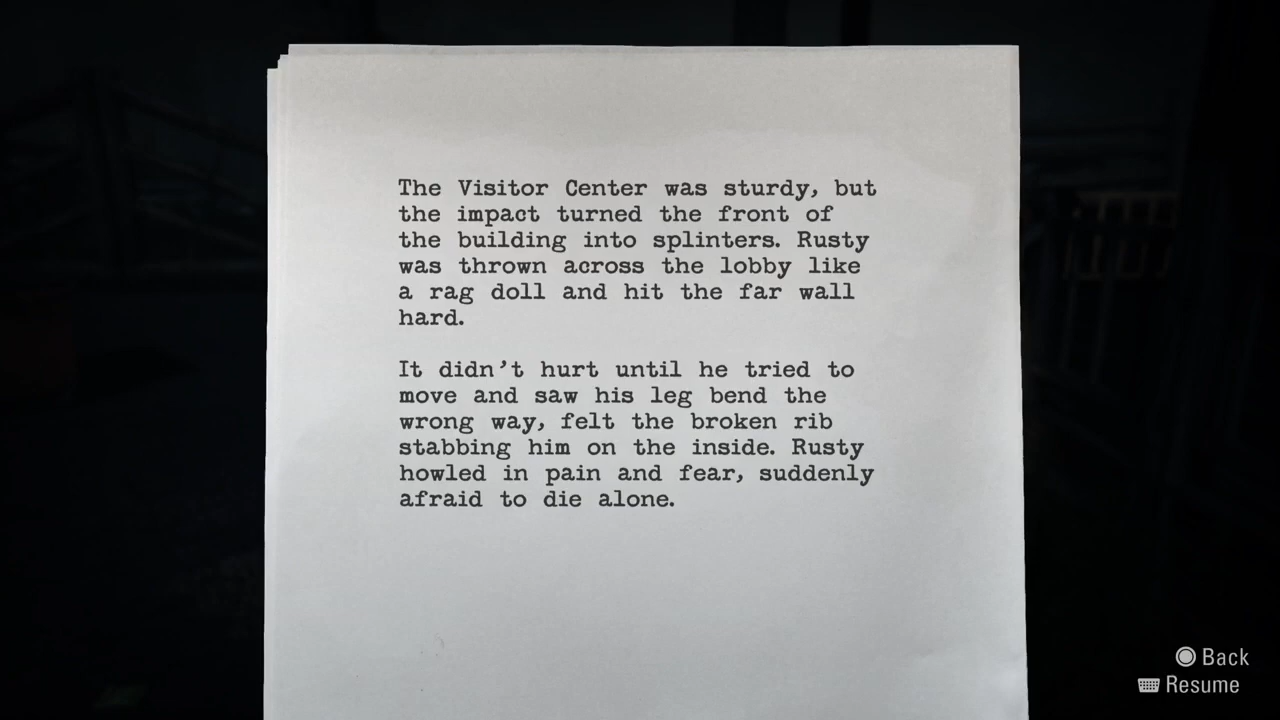 The Visitor Center was sturdy, but
the impact turned the front of
the building into splinters. Rusty
was thrown across the lobby like
a rag doll and hit the far wall
hard.
It didn't hurt until he tried to
move and saw his leg bend the
wrong way, felt the broken rib
stabbing him on the inside. Rusty
howled in pain and fear, suddenly
afraid to die alone.
Back
Resume